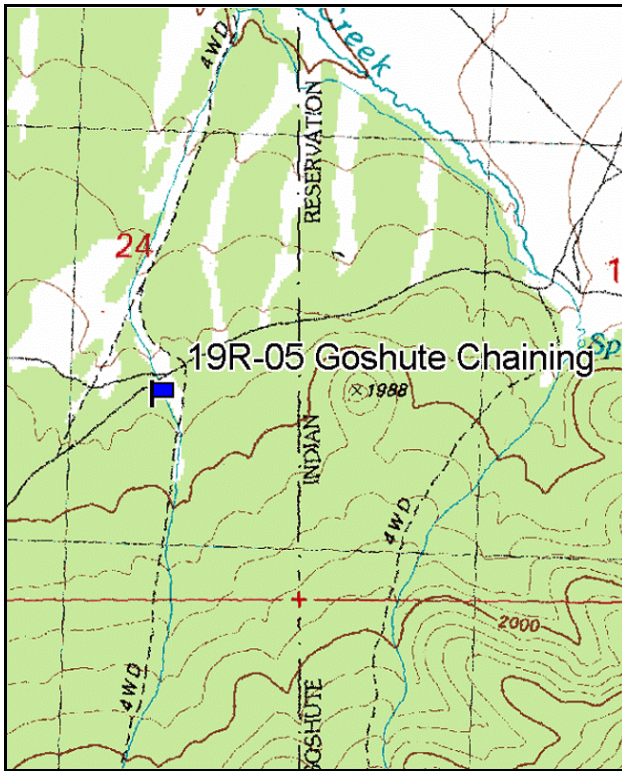 4WD
Creek
RESERVATION
24
1
Sp
19R-05 Goshute Chaining
1988
INDIAN
4WD
2000
4WD
GOSHUTE